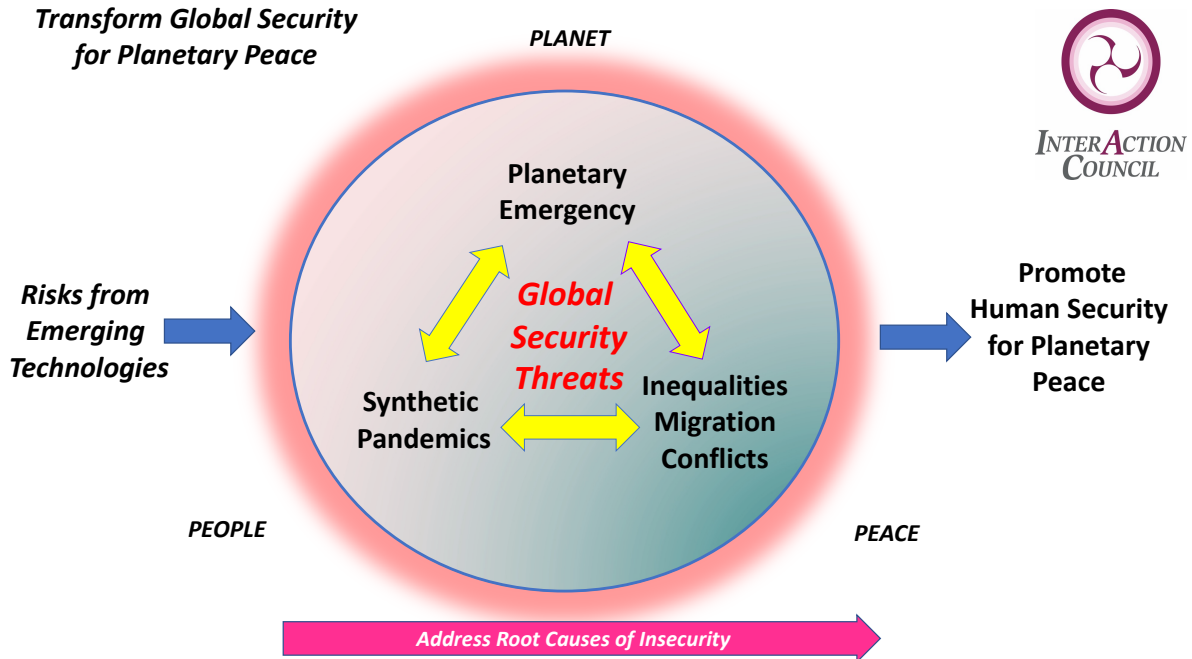 Transform Global Security
for Planetary Peace
PLANET
INTERACTION
COUNCIL
Planetary
Emergency
Risks from
Emerging
Technologies
Global
Security
Threats
Synthetic
Pandemics
Inequalities
Migration
Conflicts
Promote
Human Security
for Planetary
Peace
PEOPLE
PEACE
Address Root Causes of Insecurity